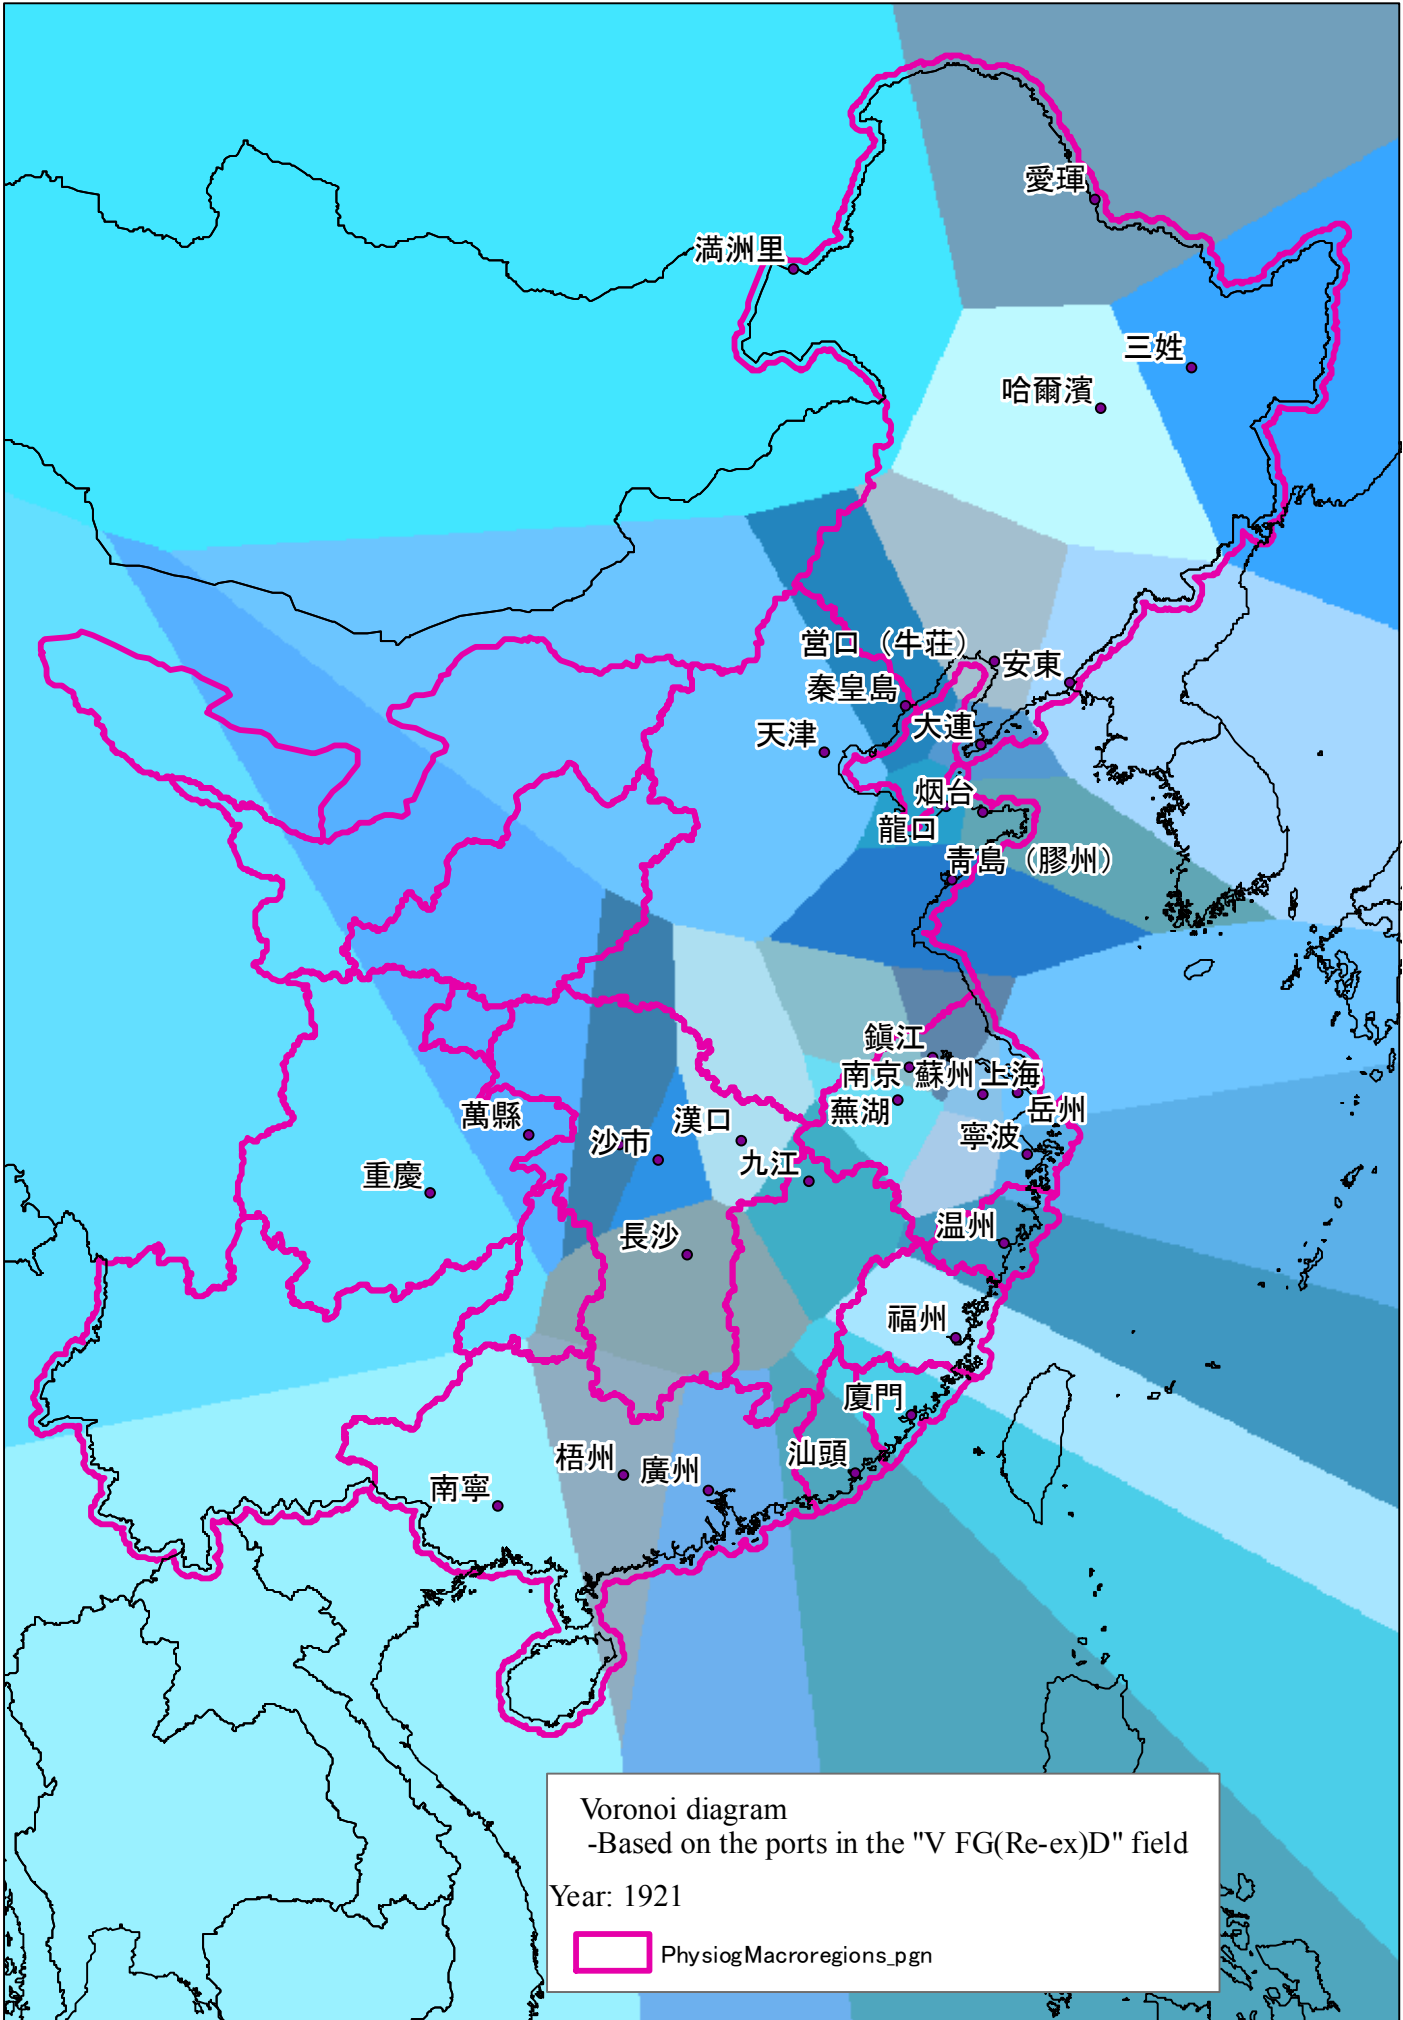 愛琿
満洲里
三姓
哈爾濱
営口（牛荘）
安東
秦皇島
大連
天津
烟台
龍口
青島（膠州）
鎮江
南京
蘇州
上海
蕪湖
岳州
萬縣
漢口
沙市
寧波
九江
重慶
長沙
温州
福州
廈門
梧州
廣州
汕頭
南寧
Voronoi diagram
-Based on the ports in the "V FG(Re-ex)D" field
Year: 1921
PhysiogMacroregions_pgn